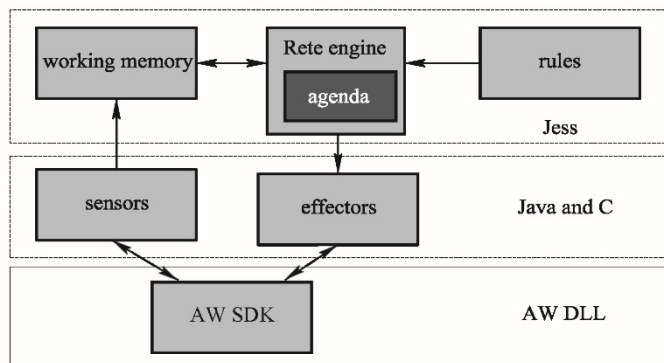 working memory
Rete engine
agenda
rules
Jess
sensors
effectors
Java and C
AW SDK
AW DLL